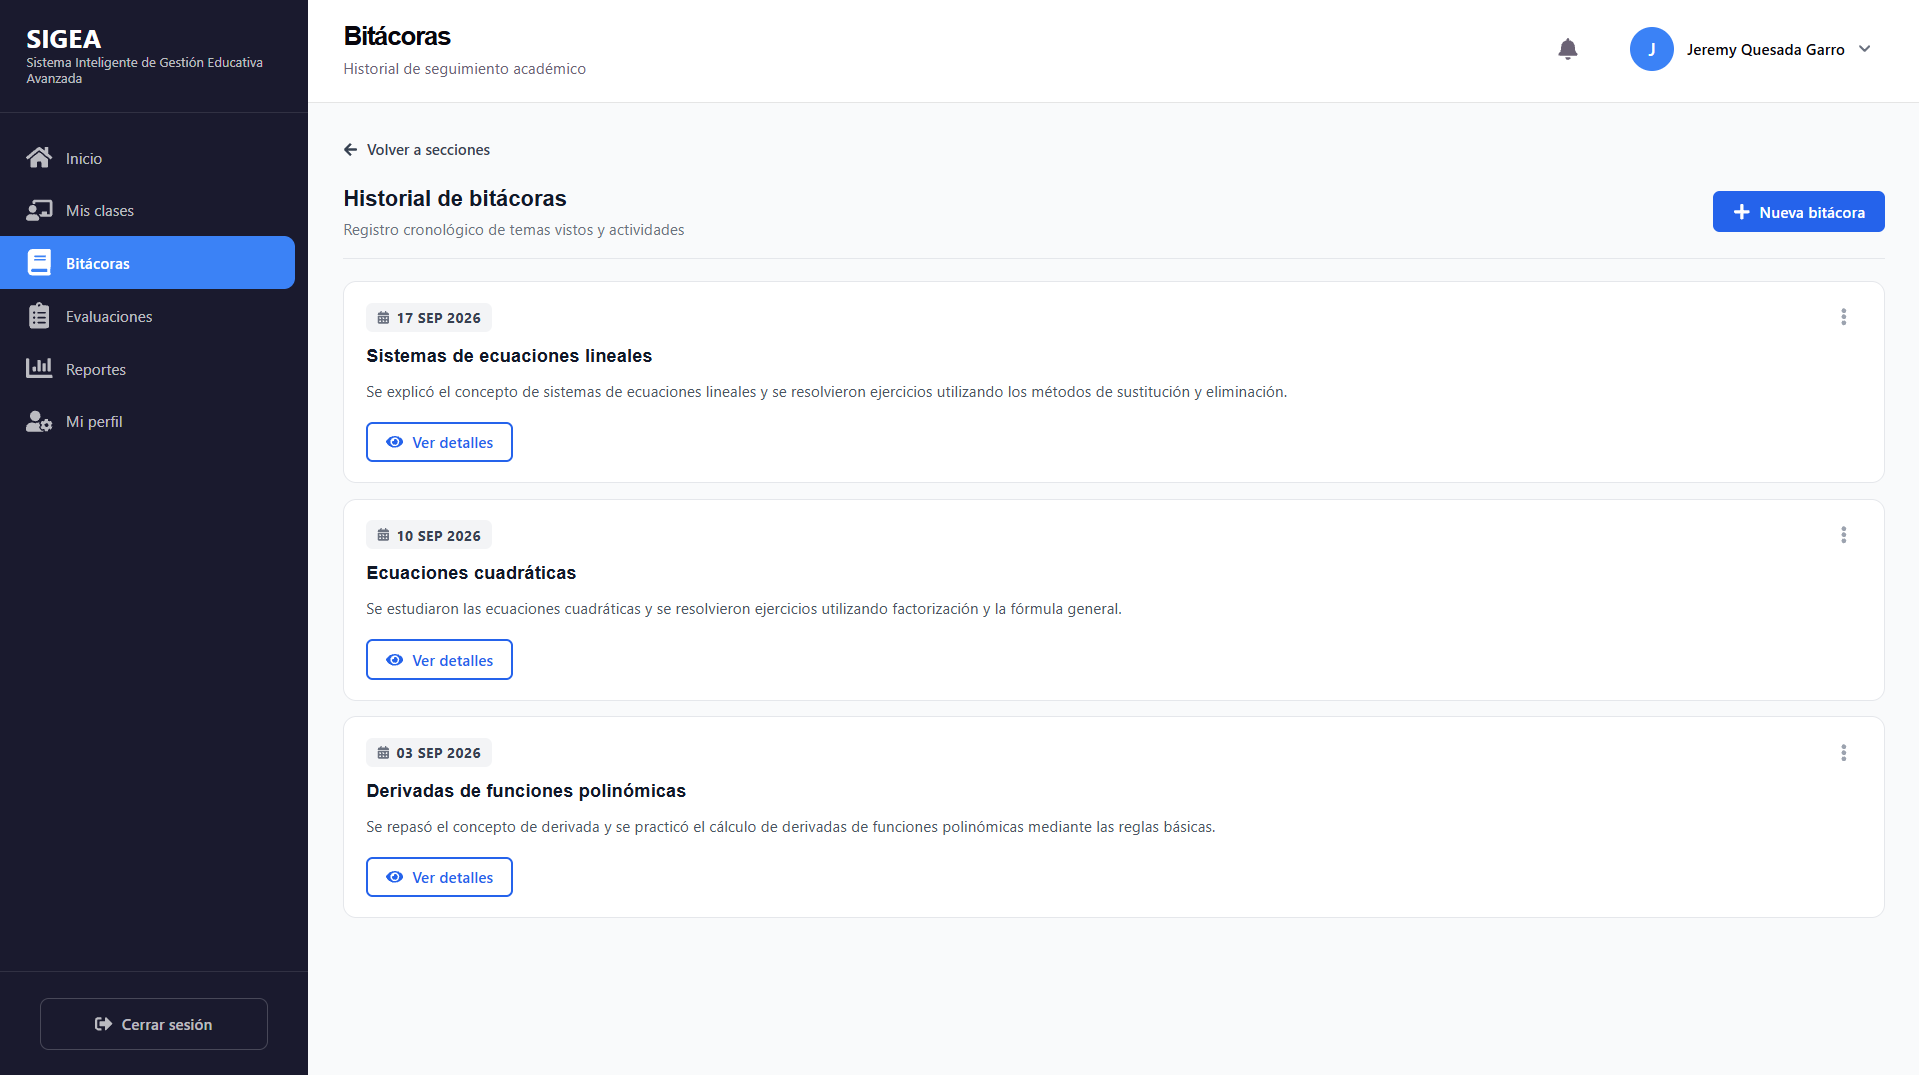 SIGEA
Sistema Inteligente de Gestión Educativa
Avanzada
Inicio
Mis clases
Bitácoras
Evaluaciones
Reportes
Mi perfil
Cerrar sesión
Bitácoras
Historial de seguimiento académico
J
Jeremy Quesada Garro
Volver a secciones
Historial de bitácoras
Registro cronológico de temas vistos y actividades
Nueva bitácora
17 SEP 2026
Sistemas de ecuaciones lineales
Se explicó el concepto de sistemas de ecuaciones lineales y se resolvieron ejercicios utilizando los métodos de sustitución y eliminación.
Ver detalles
10 SEP 2026
Ecuaciones cuadráticas
Se estudiaron las ecuaciones cuadráticas y se resolvieron ejercicios utilizando factorización y la fórmula general.
Ver detalles
03 SEP 2026
Derivadas de funciones polinómicas
Se repasó el concepto de derivada y se practicó el cálculo de derivadas de funciones polinómicas mediante las reglas básicas.
Ver detalles